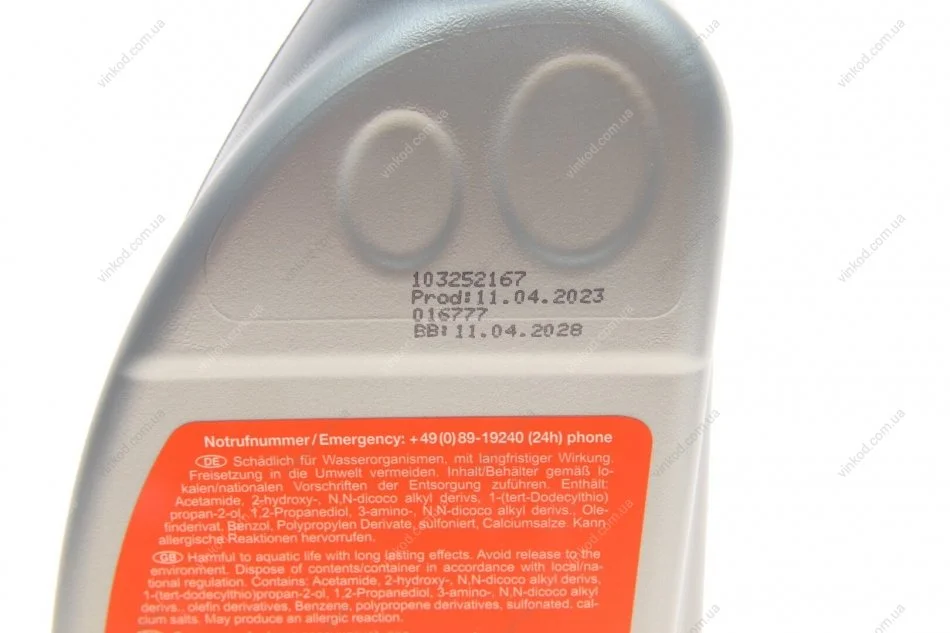 103252167
Prod:11.04.2023
016777
BB:11.04.2028
Notrufnummer/Emergency: +49(0)89-19240 (24h) phone
DE Schädlich für Wasserorganismen, mit langfristiger Wirkung.
Freisetzung in die Umwelt vermeiden. Inhalt/Behälter gemäß lo-
kalen/nationalen Vorschriften der Entsorgung zuführen. Enthält:
Acetamide, 2-hydroxy-, N,N-dicoco alkyl derivs, 1-(tert-Dodecylthio)
propan-2-ol, 1,2-Propanediol, 3-amino-, N,N-dicoco alkyl derivs., Ole-
finderivat, Benzol, Polypropylen Derivate, sulfoniert, Calciumsalze. Kann
allergische Reaktionen hervorrufen.
GB Harmful to aquatic life with long lasting effects. Avoid release to the
environment. Dispose of contents/container in accordance with local/na-
tional regulation. Contains: Acetamide, 2-hydroxy-, N,N-dicoco alkyl derivs,
1-(tert-dodecylthio)propan-2-ol, 1,2-Propanediol, 3-amino-, N,N-dicoco alkyl
derivs., olefin derivatives, Benzene, polypropene derivatives, sulfonated, cal-
cium salts. May produce an allergic reaction.
vinkod.com.ua